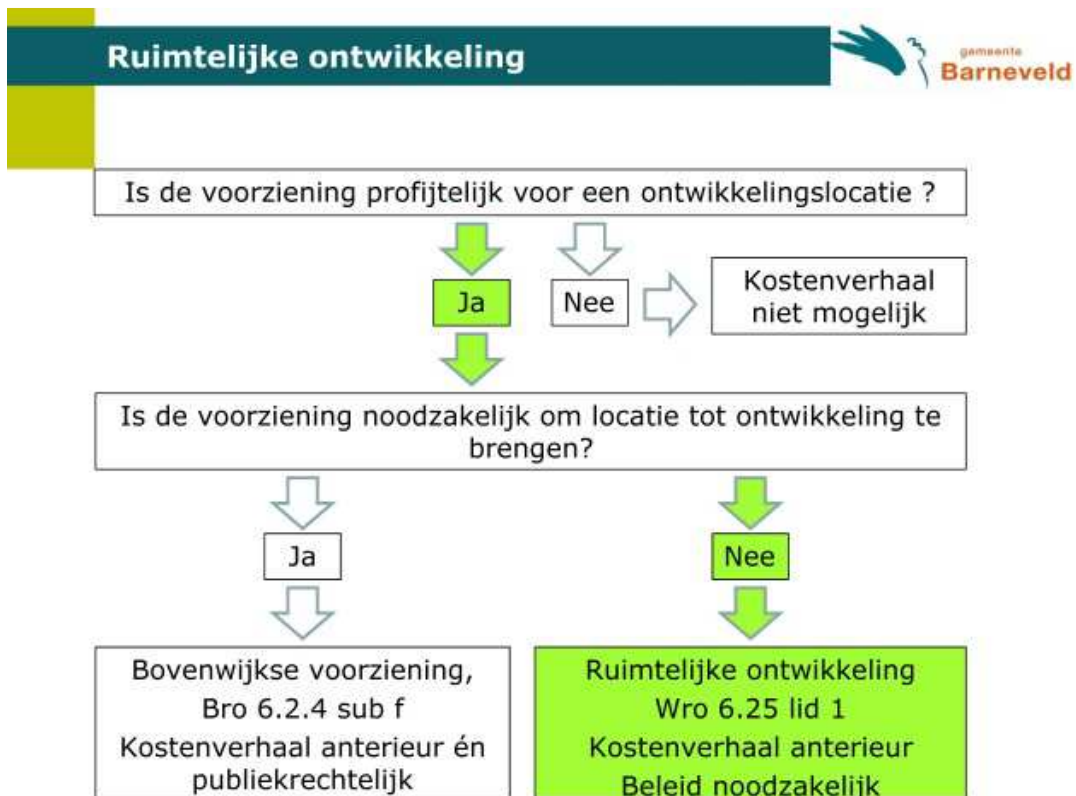 Ruimtelijke ontwikkeling
gemeente
Barneveld
Is de voorziening profijtelijk voor een ontwikkelingslocatie ?
Ja
Nee
Kostenverhaal
niet mogelijk
Is de voorziening noodzakelijk om locatie tot ontwikkeling te
brengen?
Ja
Nee
Bovenwijkse voorziening,
Bro 6.2.4 sub f
Kostenverhaal anterieur én
publiekrechtelijk
Ruimtelijke ontwikkeling
Wro 6.25 lid 1
Kostenverhaal anterieur
Beleid noodzakelijk